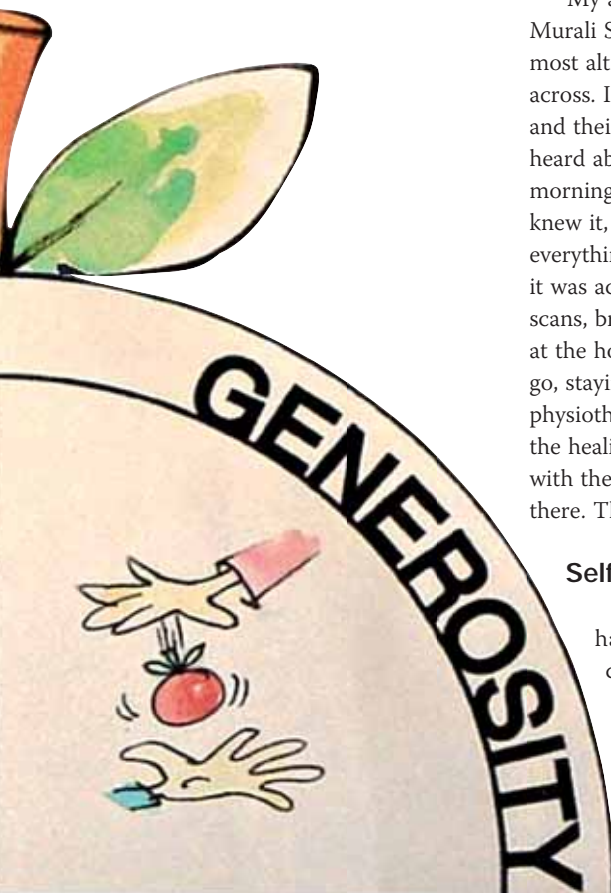 GENEROSITY
My a
Murali S
most alt
across. I
and thei
heard ab
morning
knew it,
everythin
it was ac
scans, br
at the ho
go, stayi
physioth
the heali
with the
there. Th
Self
ha